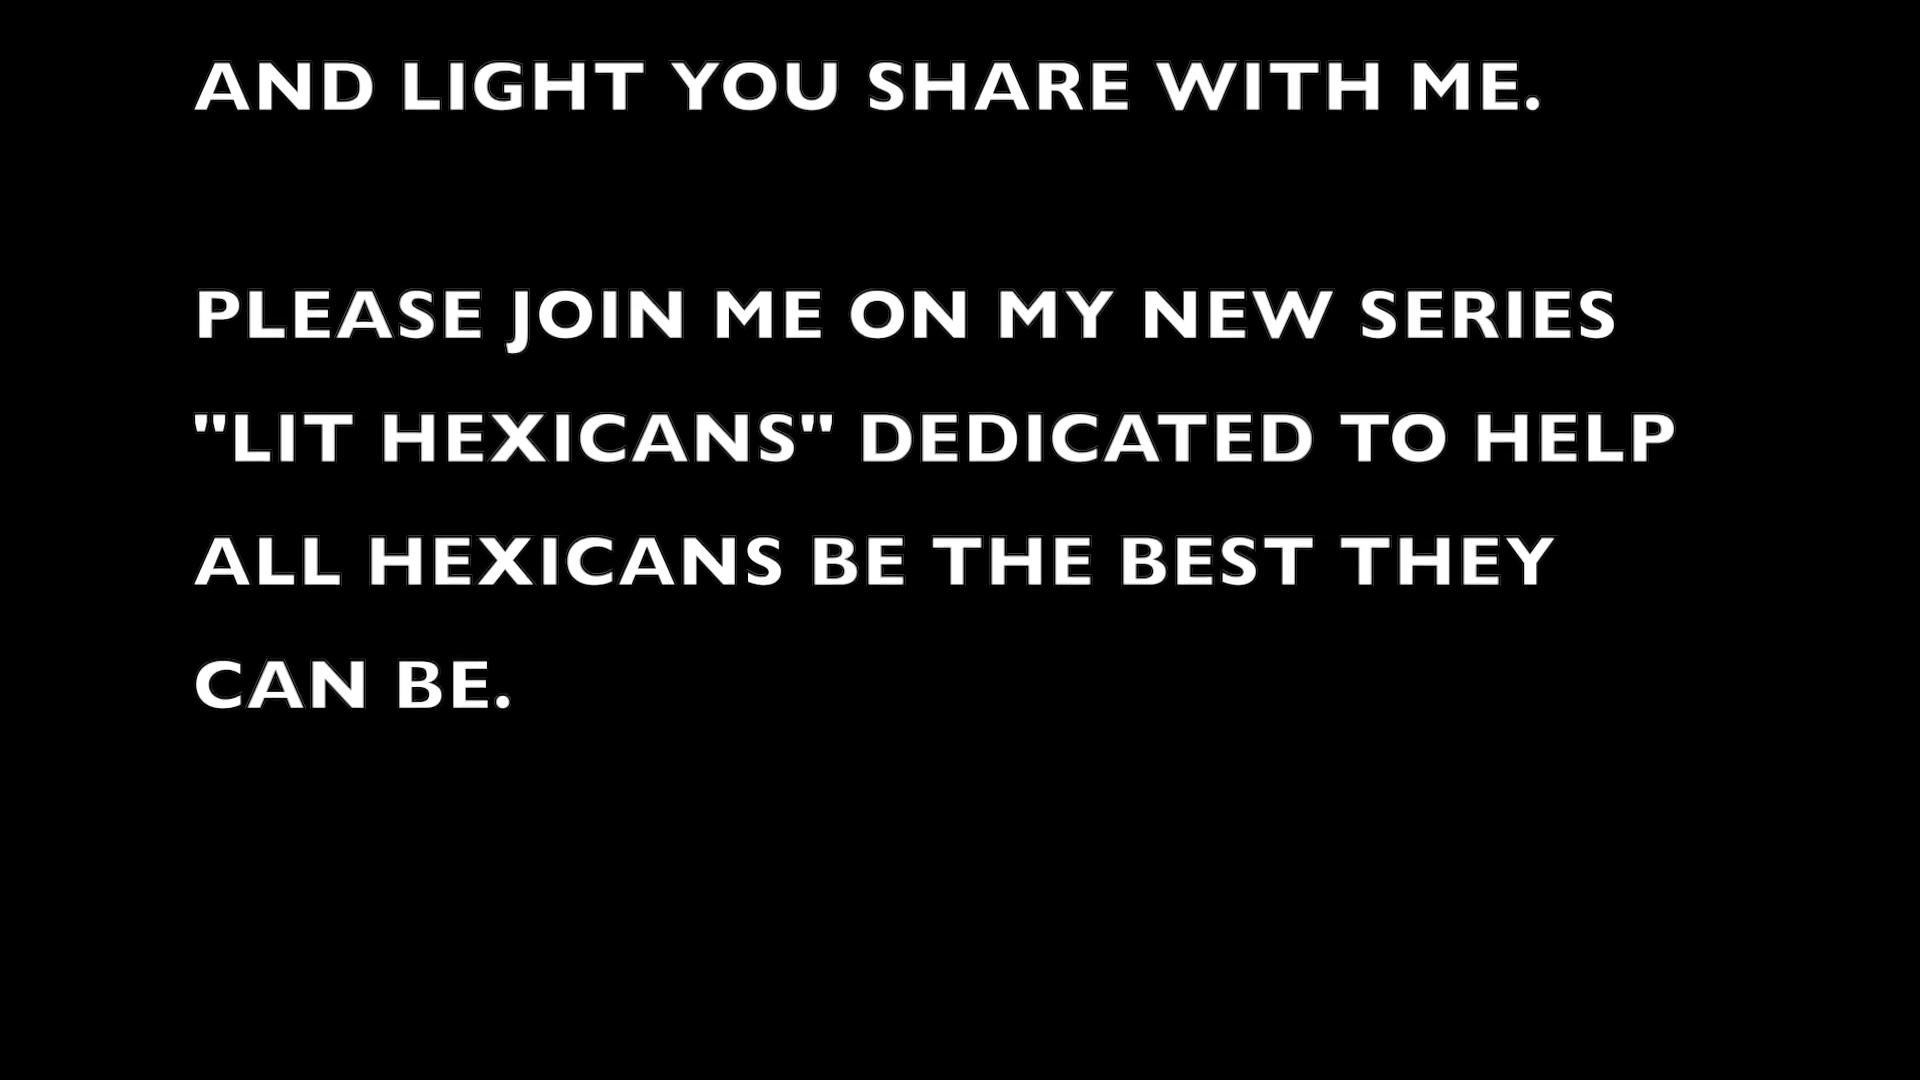 AND LIGHT YOU SHARE WITH ME.
PLEASE JOIN ME ON MY NEW SERIES
"LIT HEXICANS" DEDICATED TO HELP
ALL HEXICANS BE THE BEST THEY
CAN BE.